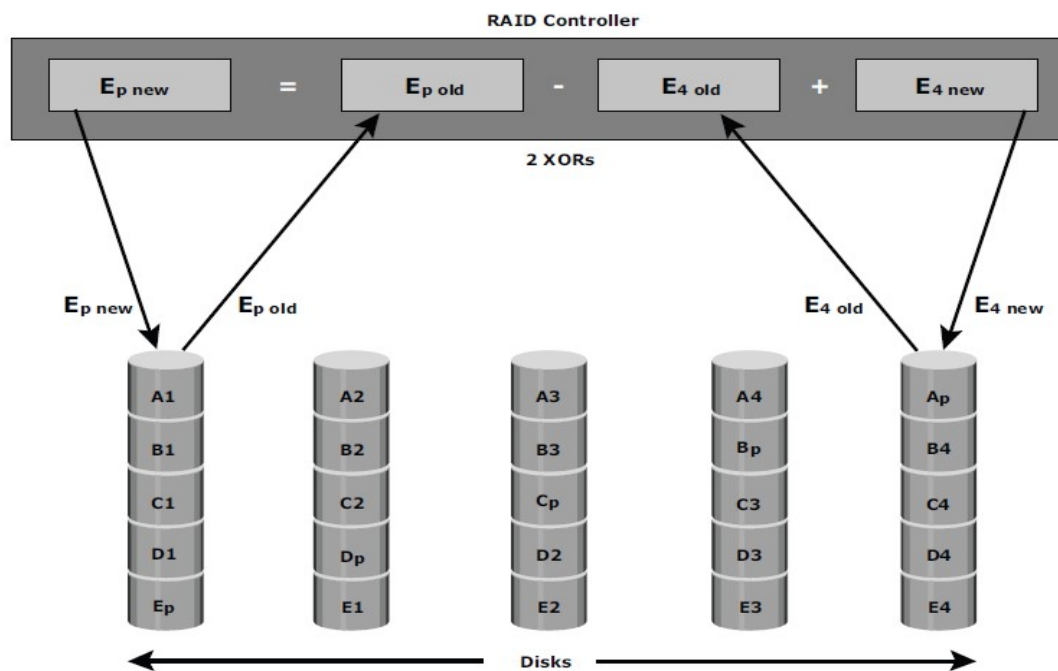 RAID Controller
Ep new = Ep old - E4 old + E4 new
2 XORs
Ep new
Ep old
E4 old
E4 new
A1 A2 A3 A4 Ap
B1 B2 B3 Bp B4
C1 C2 Cp C3 C4
D1 Dp D2 D3 D4
Ep E1 E2 E3 E4
Disks